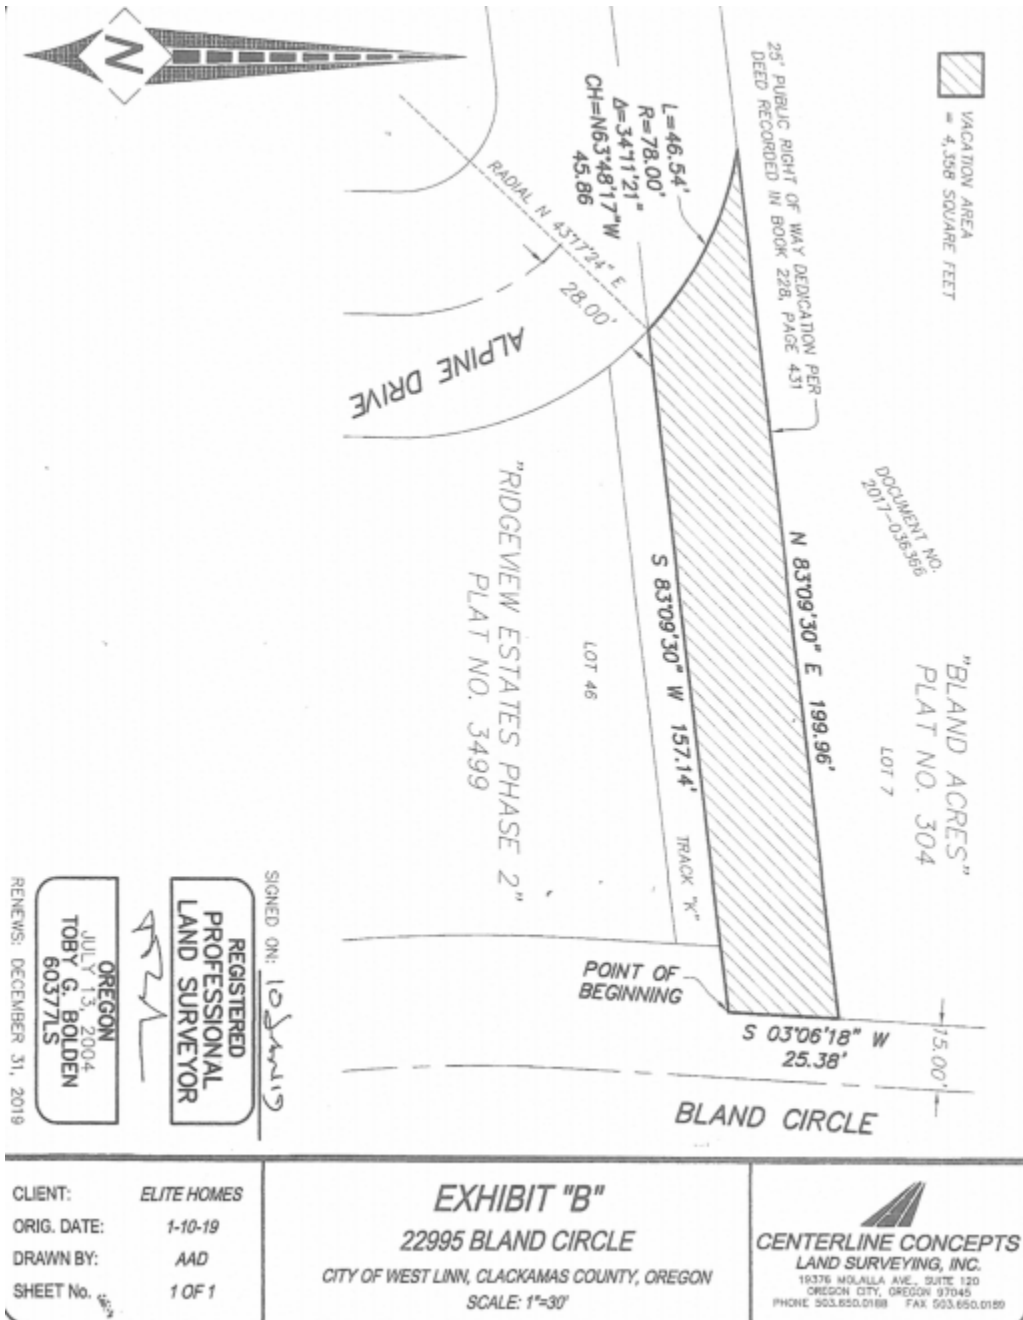 N
VACATION AREA
= 4,358 SQUARE FEET
25' PUBLIC RIGHT OF WAY DEDICATION PER
DEED RECORDED IN BOOK 228, PAGE 431
L=46.54'
R=78.00'
Δ=34°11'21"
CH=N63°48'17"W
45.86
RADIAL N 43°17'24" E
28.00'
ALPINE DRIVE
DOCUMENT NO.
2017-036366
N 83°09'30" E 199.96'
S 83°09'30" W 157.14'
"BLAND ACRES"
PLAT NO. 304
LOT 7
LOT 46
"RIDGEVIEW ESTATES PHASE 2"
PLAT NO. 3499
TRACK "K"
POINT OF
BEGINNING
S 03°06'18" W
25.38'
15.00'
BLAND CIRCLE
SIGNED ON: 10 JAN 19
REGISTERED
PROFESSIONAL
LAND SURVEYOR
OREGON
JULY 13, 2004
TOBY G. BOLDEN
60377LS
RENEWS: DECEMBER 31, 2019
CLIENT: ELITE HOMES
ORIG. DATE: 1-10-19
DRAWN BY: AAD
SHEET No. 1 OF 1
EXHIBIT "B"
22995 BLAND CIRCLE
CITY OF WEST LINN, CLACKAMAS COUNTY, OREGON
SCALE: 1"=30'
CENTERLINE CONCEPTS
LAND SURVEYING, INC.
19376 MOLALLA AVE., SUITE 120
OREGON CITY, OREGON 97045
PHONE 503.650.0188 FAX 503.650.0189